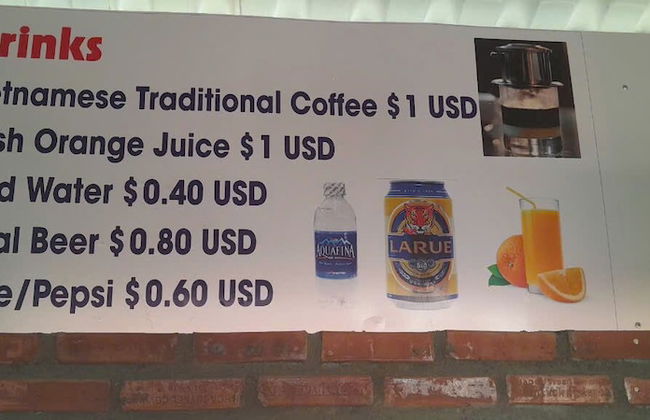 rinks
etnamese Traditional Coffee $1 USD
sh Orange Juice $1 USD
d Water $0.40 USD
al Beer $0.80 USD
e/Pepsi $0.60 USD
AQUAFINA
LARUE